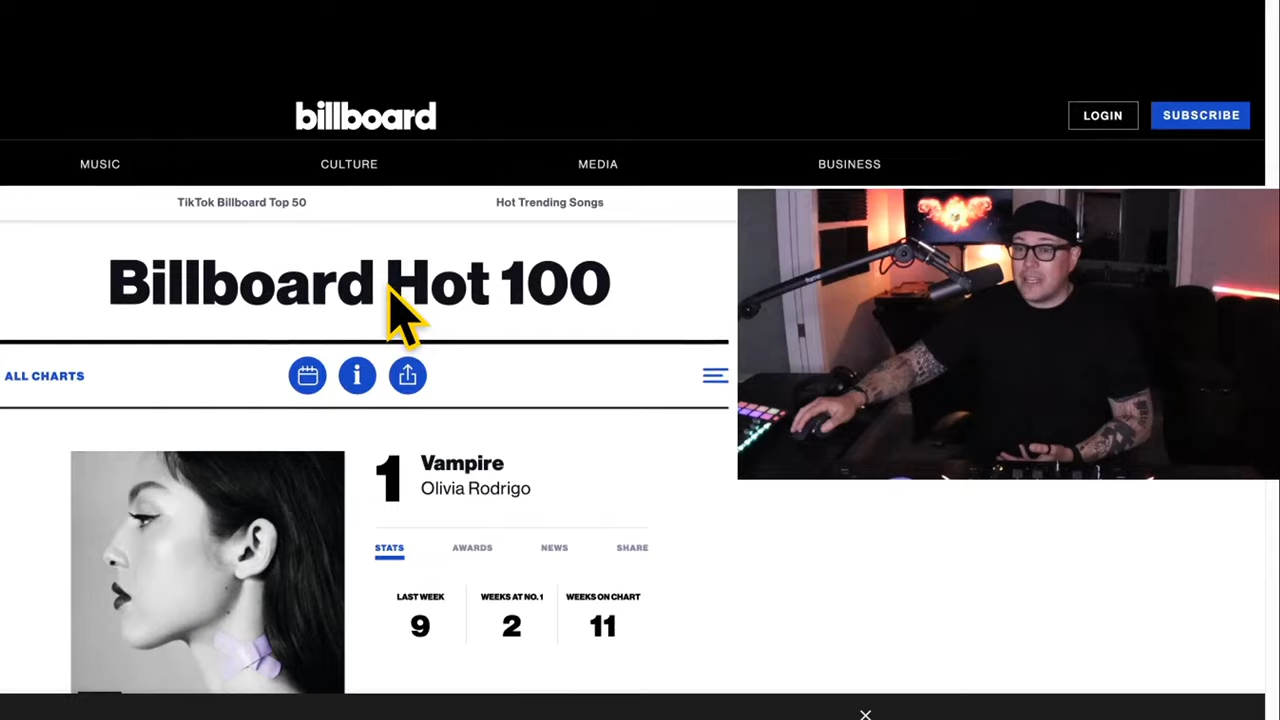 billboard
LOGIN
SUBSCRIBE
MUSIC
CULTURE
MEDIA
BUSINESS
TikTok Billboard Top 50
Hot Trending Songs
Billboard Hot 100
ALL CHARTS
1
Vampire
Olivia Rodrigo
STATS
AWARDS
NEWS
SHARE
LAST WEEK
9
WEEKS AT NO. 1
2
WEEKS ON CHART
11